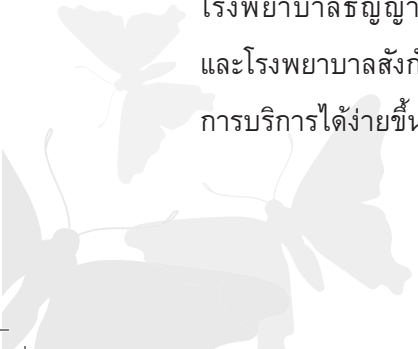 โรงพยาบาลธัญญา
และโรงพยาบาลสังกั
การบริการได้ง่ายขึ้น